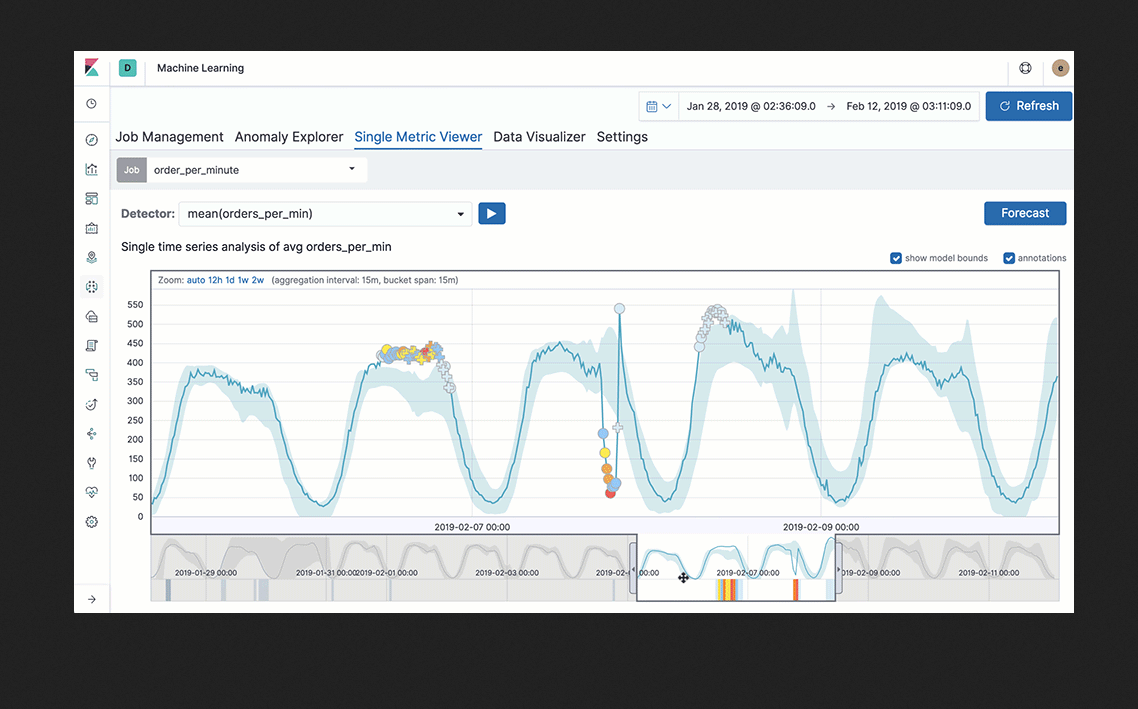 D Machine Learning e
Jan 28, 2019 @ 02:36:09.0 → Feb 12, 2019 @ 03:11:09.0 Refresh
Job Management Anomaly Explorer Single Metric Viewer Data Visualizer Settings
Job order_per_minute
Detector: mean(orders_per_min) Forecast
Single time series analysis of avg orders_per_min
show model bounds annotations
Zoom: auto 12h 1d 1w 2w (aggregation interval: 15m, bucket span: 15m)
550
500
450
400
350
300
250
200
150
100
50
0
2019-02-07 00:00 2019-02-09 00:00
2019-01-29 00:00 2019-01-31 00:00 2019-02-01 00:00 2019-02-03 00:00 2019-02- 00:00 2019-02-07 00:00 2019-02-09 00:00 2019-02-11 00:00